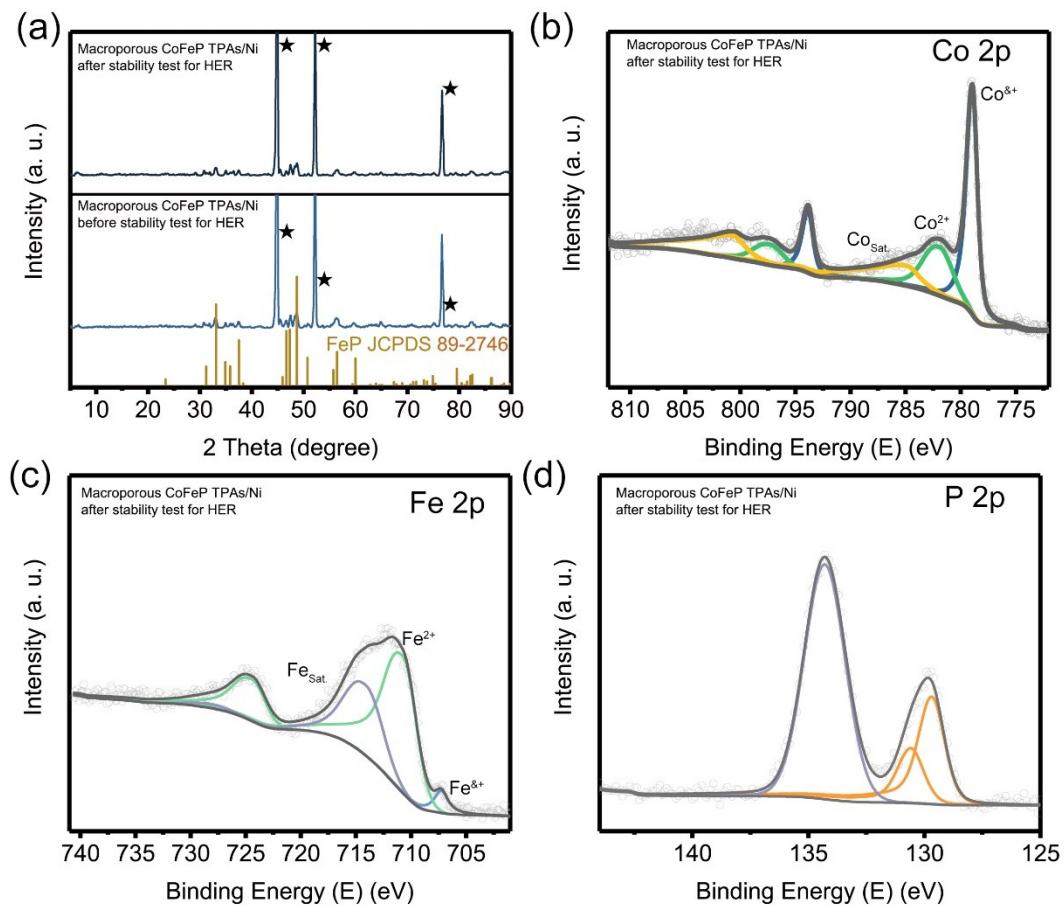 (a)
Macroporous CoFeP TPAs/Ni
after stability test for HER
★
★
★
Macroporous CoFeP TPAs/Ni
before stability test for HER
★
★
★
FeP JCPDS 89-2746
Intensity (a. u.)
10 20 30 40 50 60 70 80 90
2 Theta (degree)
(b)
Macroporous CoFeP TPAs/Ni
after stability test for HER
Co 2p
Co&+
Co2+
CoSat.
Intensity (a. u.)
810 805 800 795 790 785 780 775
Binding Energy (E) (eV)
(c)
Macroporous CoFeP TPAs/Ni
after stability test for HER
Fe 2p
Fe2+
FeSat.
Fe&+
Intensity (a. u.)
740 735 730 725 720 715 710 705
Binding Energy (E) (eV)
(d)
Macroporous CoFeP TPAs/Ni
after stability test for HER
P 2p
Intensity (a. u.)
140 135 130 125
Binding Energy (E) (eV)